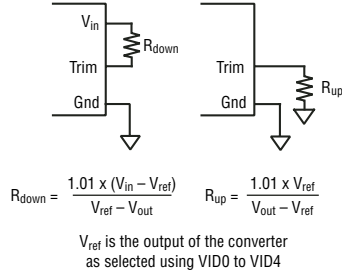 Vin
Rdown
Trim
Gnd
Trim
Rup
Gnd
Rdown = 1.01 x (Vin – Vref) / Vref – Vout
Rup = 1.01 x Vref / Vout – Vref
Vref is the output of the converter
as selected using VID0 to VID4